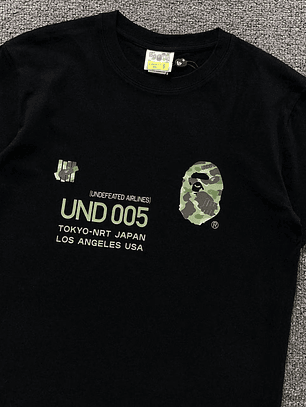 [UNDEFEATED AIRLINES]
UND 005
TOKYO-NRT JAPAN
LOS ANGELES USA
®